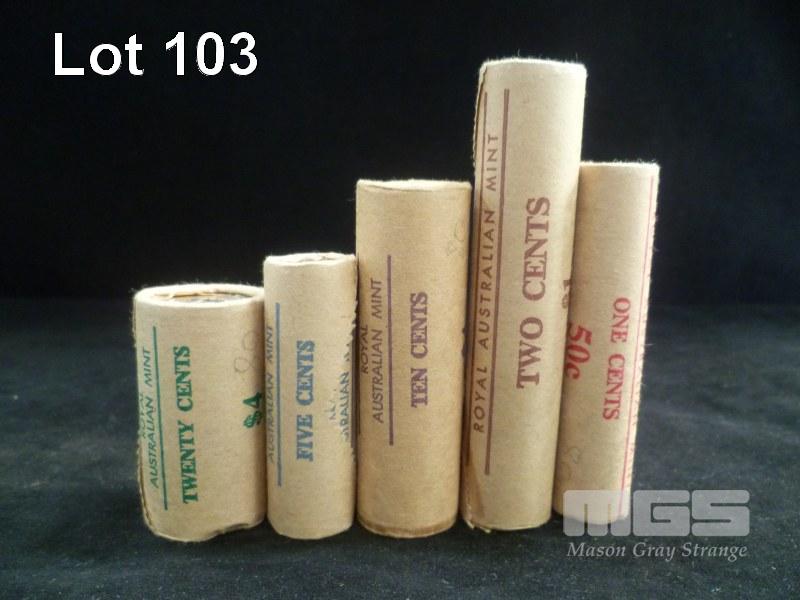 Lot 103
ROYAL
AUSTRALIAN MINT
TWENTY CENTS
$4
AUSTRALIAN MINT
FIVE CENTS
ROYAL
AUSTRALIAN MINT
TEN CENTS
ROYAL AUSTRALIAN MINT
TWO CENTS
50c
ONE CENTS
MGS
Mason Gray Strange